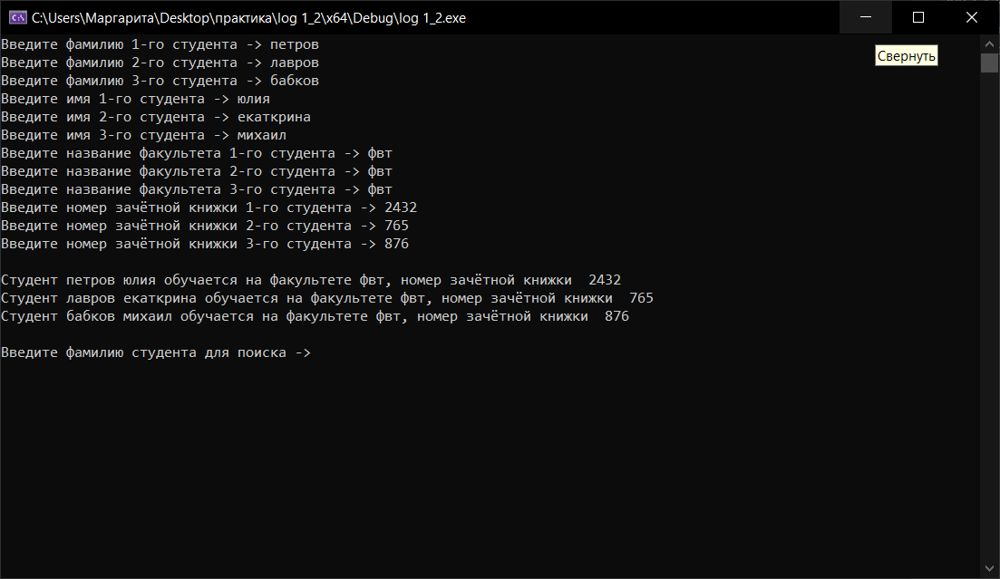 C:\Users\Маргарита\Desktop\практика\log 1_2\x64\Debug\log 1_2.exe
Свернуть
Введите фамилию 1-го студента -> петров
Введите фамилию 2-го студента -> лавров
Введите фамилию 3-го студента -> бабков
Введите имя 1-го студента -> юлия
Введите имя 2-го студента -> екаткрина
Введите имя 3-го студента -> михаил
Введите название факультета 1-го студента -> фвт
Введите название факультета 2-го студента -> фвт
Введите название факультета 3-го студента -> фвт
Введите номер зачётной книжки 1-го студента -> 2432
Введите номер зачётной книжки 2-го студента -> 765
Введите номер зачётной книжки 3-го студента -> 876
Студент петров юлия обучается на факультете фвт, номер зачётной книжки  2432
Студент лавров екаткрина обучается на факультете фвт, номер зачётной книжки  765
Студент бабков михаил обучается на факультете фвт, номер зачётной книжки  876
Введите фамилию студента для поиска ->